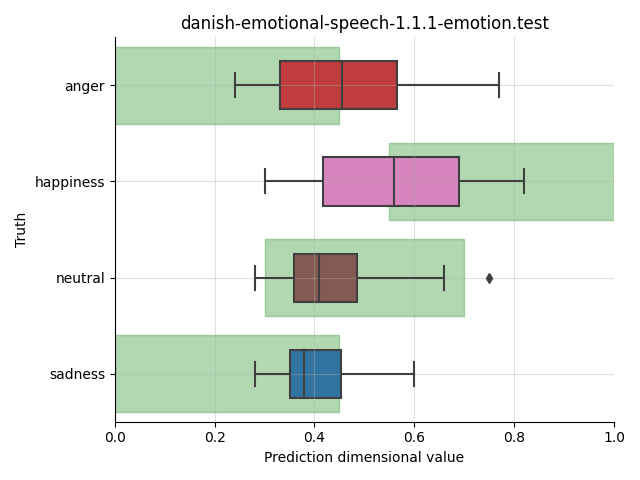 danish-emotional-speech-1.1.1-emotion.test
anger
happiness
neutral
sadness
Truth
0.0 0.2 0.4 0.6 0.8 1.0
Prediction dimensional value